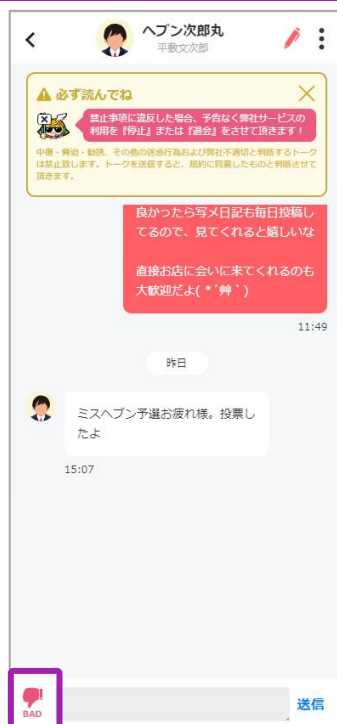 ヘブン次郎丸
平敷文次郎
必ず読んでね
禁止事項に違反した場合、予告なく弊社サービスの
利用を『停止』または『退会』をさせて頂きます！
中傷・脅迫・勧誘、その他の迷惑行為および弊社不適切と判断するトーク
は禁止致します。トークを送信すると、規約に同意したものと判断させて
頂きます。
良かったら写メ日記も毎日投稿し
てるので、見てくれると嬉しいな
直接お店に会いに来てくれるのも
大歓迎だよ( *´艸｀)
11:49
昨日
ミスヘブン予選お疲れ様。投票し
たよ
15:07
BAD
送信